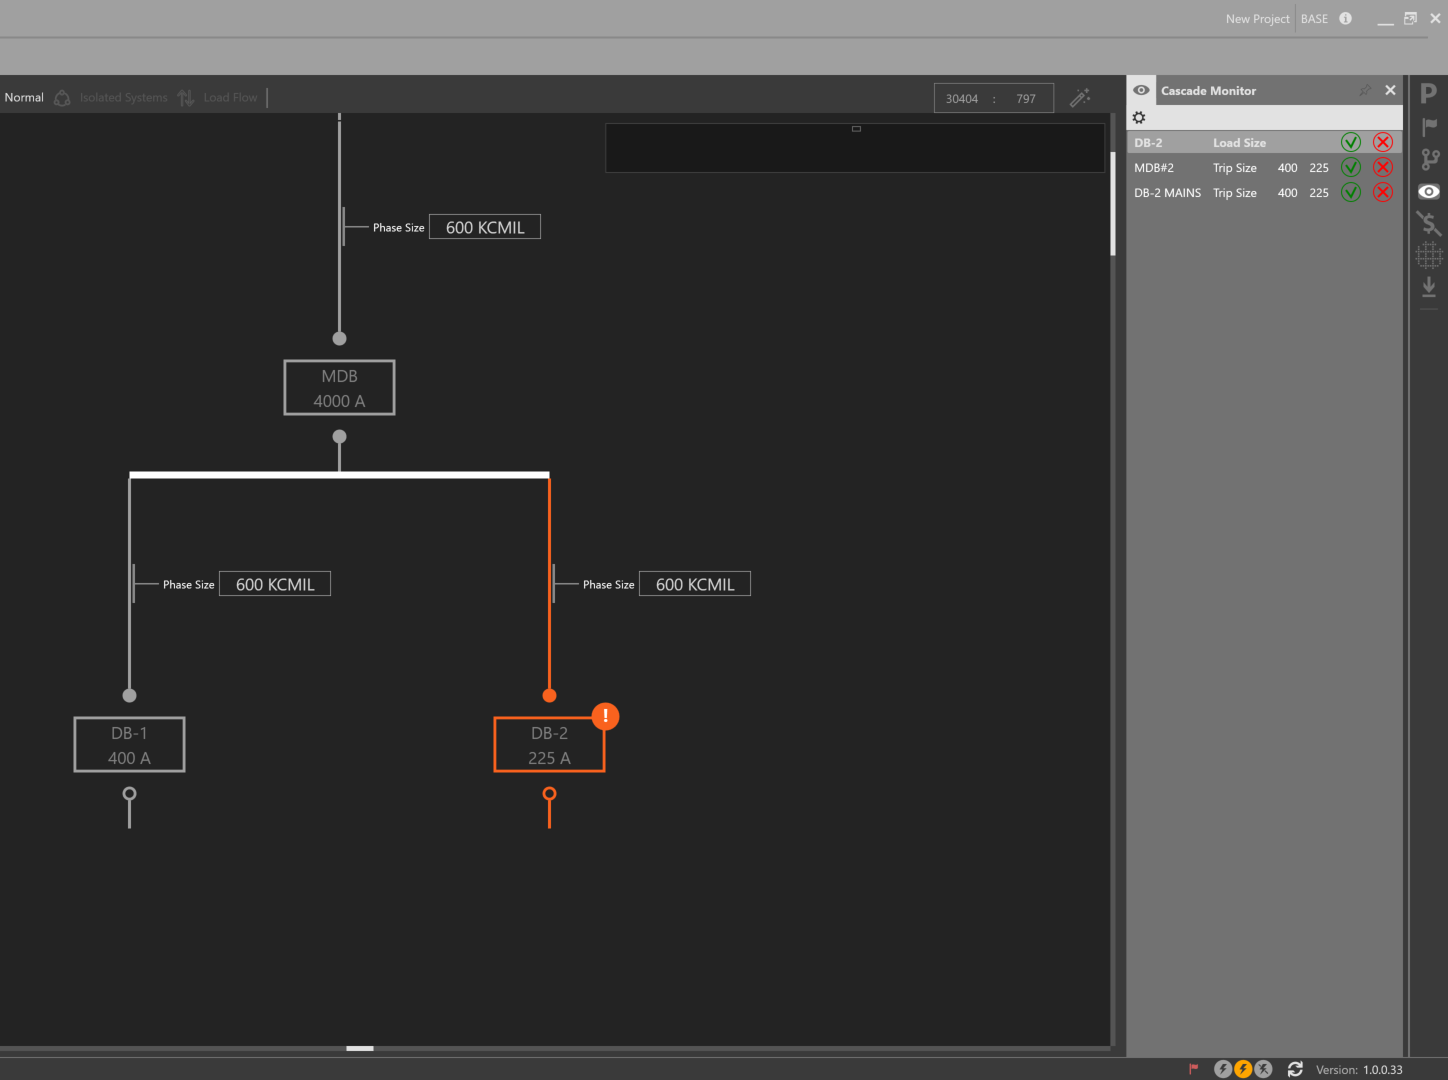 New Project BASE
Normal Isolated Systems Load Flow
30404 : 797
Cascade Monitor
DB-2 Load Size
MDB#2 Trip Size 400 225
DB-2 MAINS Trip Size 400 225
Phase Size 600 KCMIL
MDB
4000 A
Phase Size 600 KCMIL
Phase Size 600 KCMIL
DB-1
400 A
!
DB-2
225 A
P
Version: 1.0.0.33